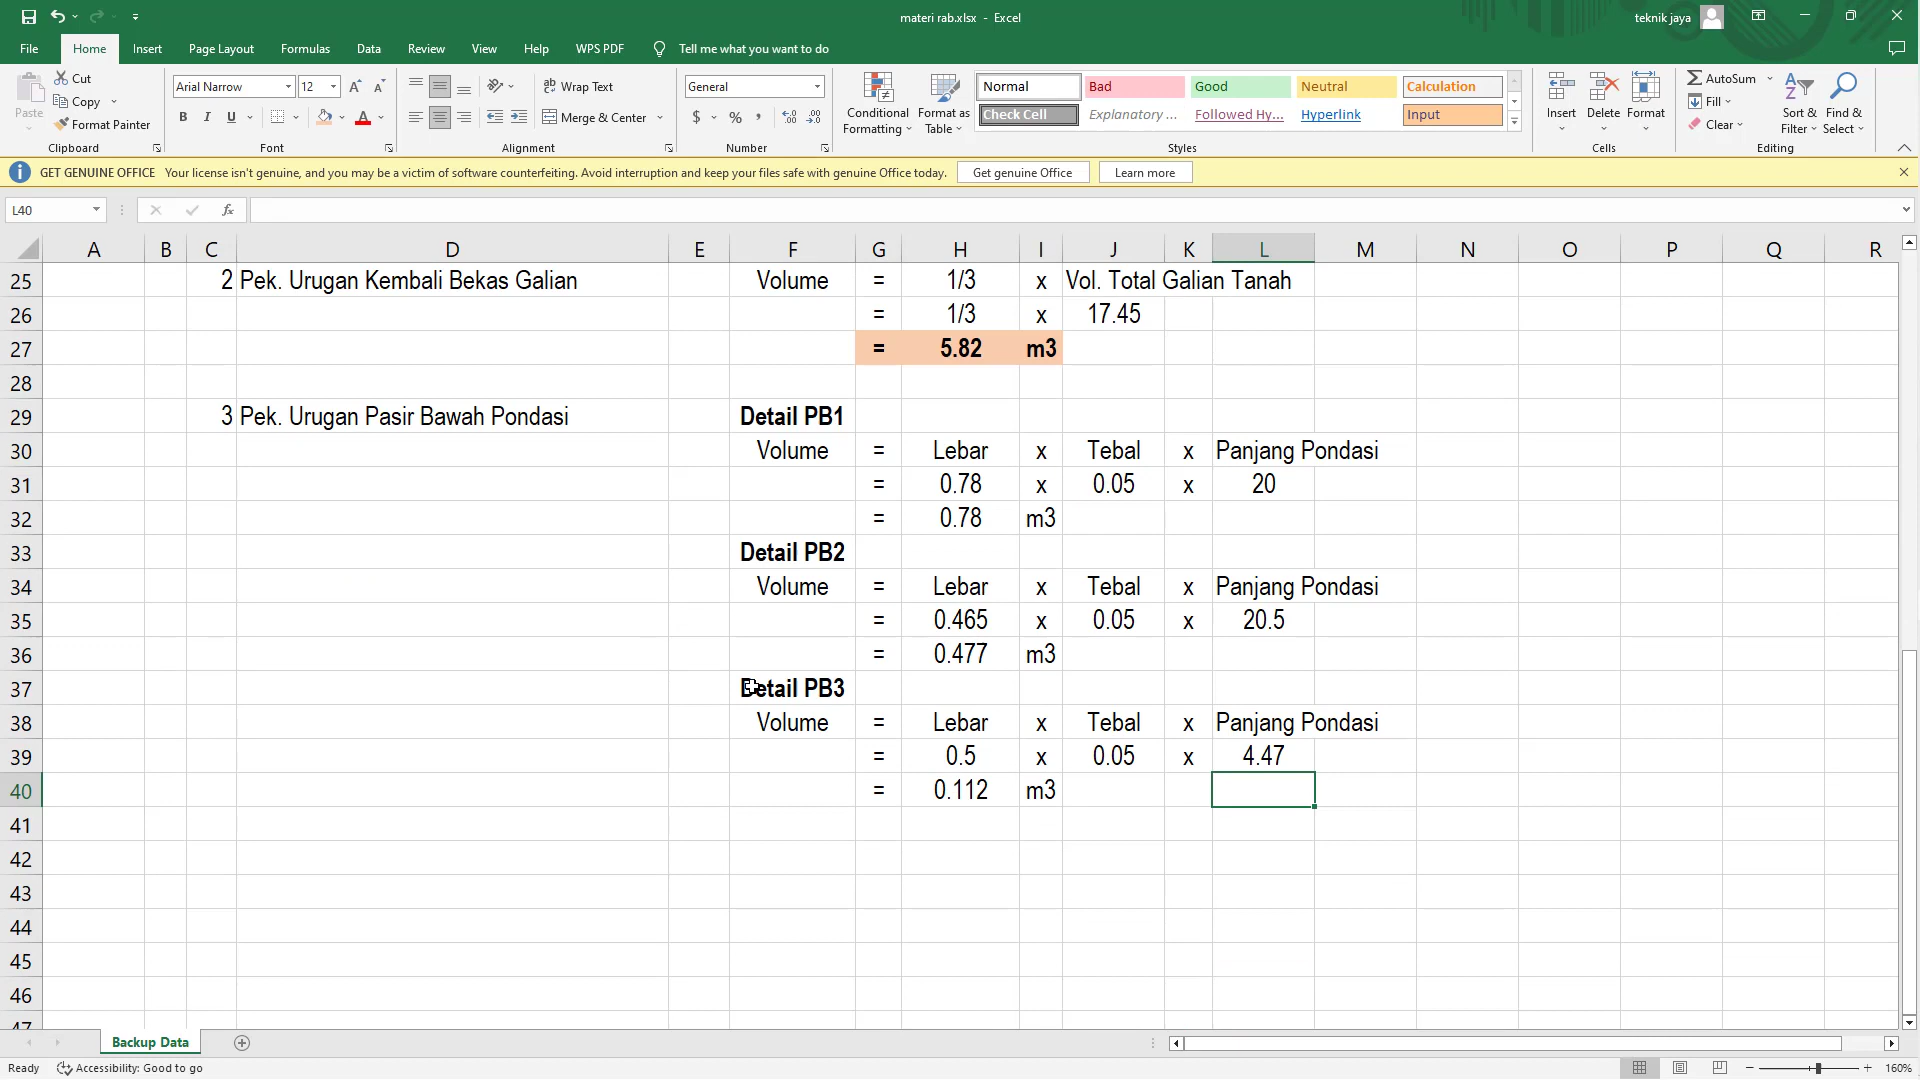 materi rab.xlsx - Excel
teknik jaya
File Home Insert Page Layout Formulas Data Review View Help WPS PDF Tell me what you want to do
Paste
Cut
Copy
Format Painter
Clipboard
Arial Narrow 12
B I U
Font
Wrap Text
Merge & Center
Alignment
General
$ % ,
Number
Conditional Formatting
Format as Table
Normal Bad Good Neutral Calculation
Check Cell Explanatory ... Followed Hy... Hyperlink Input
Styles
Insert Delete Format
Cells
AutoSum
Fill
Clear
Sort & Filter
Find & Select
Editing
GET GENUINE OFFICE Your license isn't genuine, and you may be a victim of software counterfeiting. Avoid interruption and keep your files safe with genuine Office today. Get genuine Office Learn more
L40 fx
A B C D E F G H I J K L M N O P Q R
25 2 Pek. Urugan Kembali Bekas Galian Volume = 1/3 x Vol. Total Galian Tanah
26 = 1/3 x 17.45
27 = 5.82 m3
28
29 3 Pek. Urugan Pasir Bawah Pondasi Detail PB1
30 Volume = Lebar x Tebal x Panjang Pondasi
31 = 0.78 x 0.05 x 20
32 = 0.78 m3
33 Detail PB2
34 Volume = Lebar x Tebal x Panjang Pondasi
35 = 0.465 x 0.05 x 20.5
36 = 0.477 m3
37 Detail PB3
38 Volume = Lebar x Tebal x Panjang Pondasi
39 = 0.5 x 0.05 x 4.47
40 = 0.112 m3
41
42
43
44
45
46
47
Backup Data
Ready Accessibility: Good to go 160%